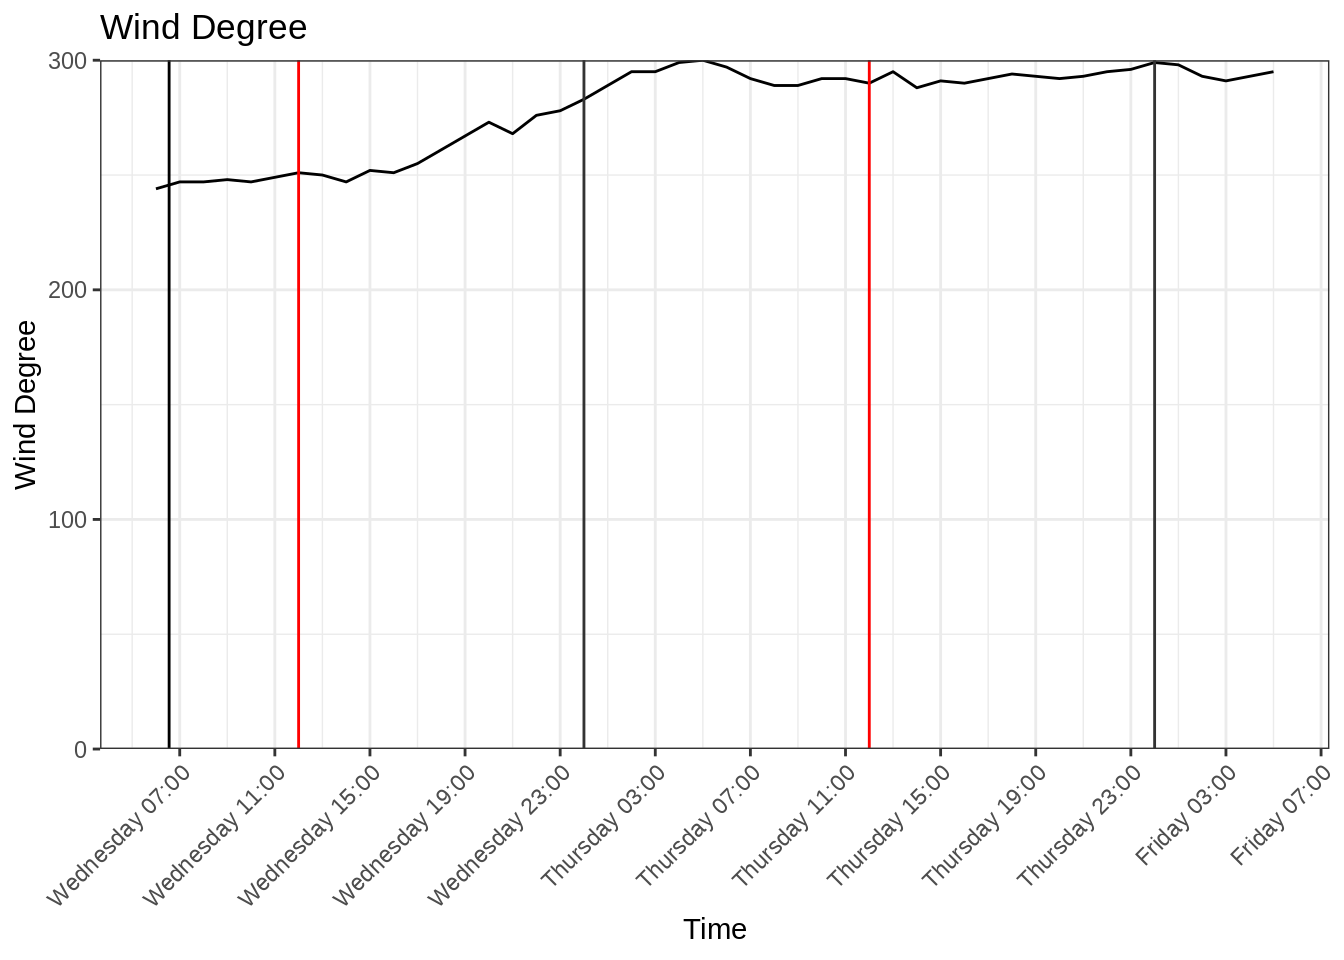 Wind Degree
Wind Degree
300
200
100
0
Wednesday 07:00
Wednesday 11:00
Wednesday 15:00
Wednesday 19:00
Wednesday 23:00
Thursday 03:00
Thursday 07:00
Thursday 11:00
Thursday 15:00
Thursday 19:00
Thursday 23:00
Friday 03:00
Friday 07:00
Time